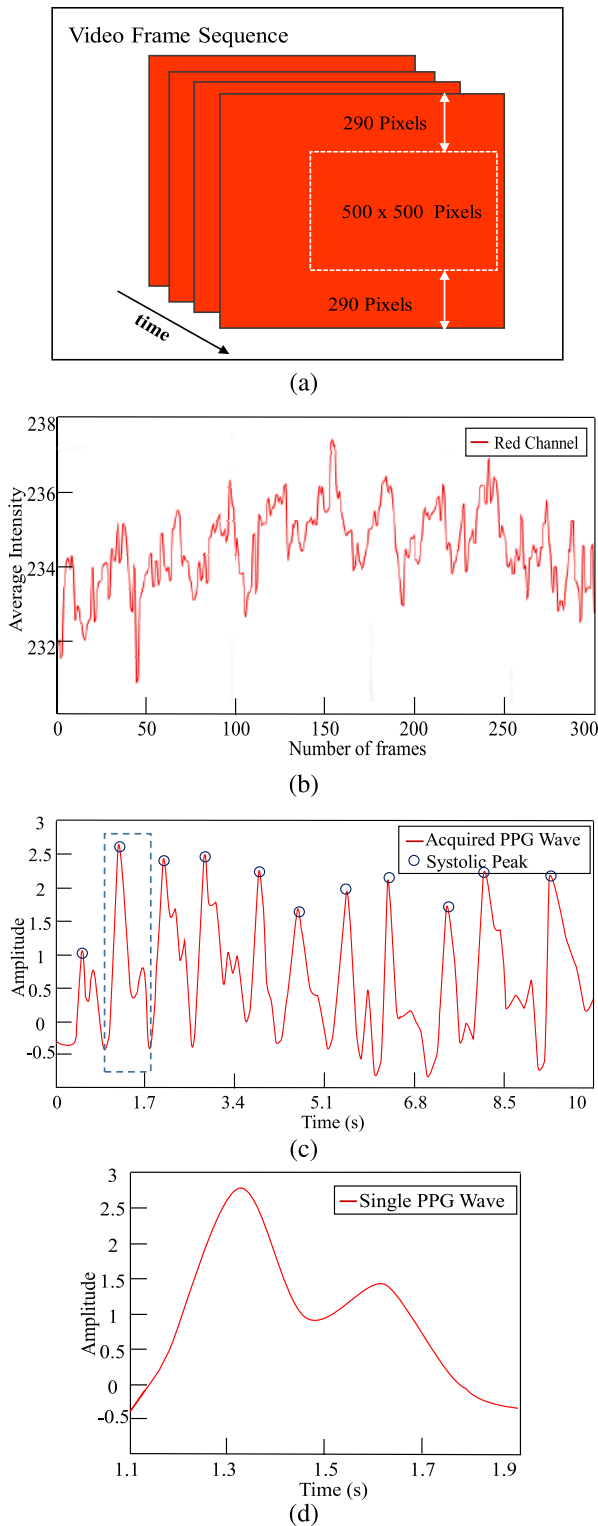 Video Frame Sequence
290 Pixels
500 x 500 Pixels
290 Pixels
time
(a)
238
Red Channel
236
Average Intensity
234
232
0 50 100 150 200 250 300
Number of frames
(b)
3
Acquired PPG Wave
2.5
Systolic Peak
2
1.5
Amplitude
1
0.5
0
-0.5
0 1.7 3.4 5.1 6.8 8.5 10
Time (s)
(c)
3
Single PPG Wave
2.5
2
1.5
Amplitude
1
0.5
0
-0.5
1.1 1.3 1.5 1.7 1.9
Time (s)
(d)